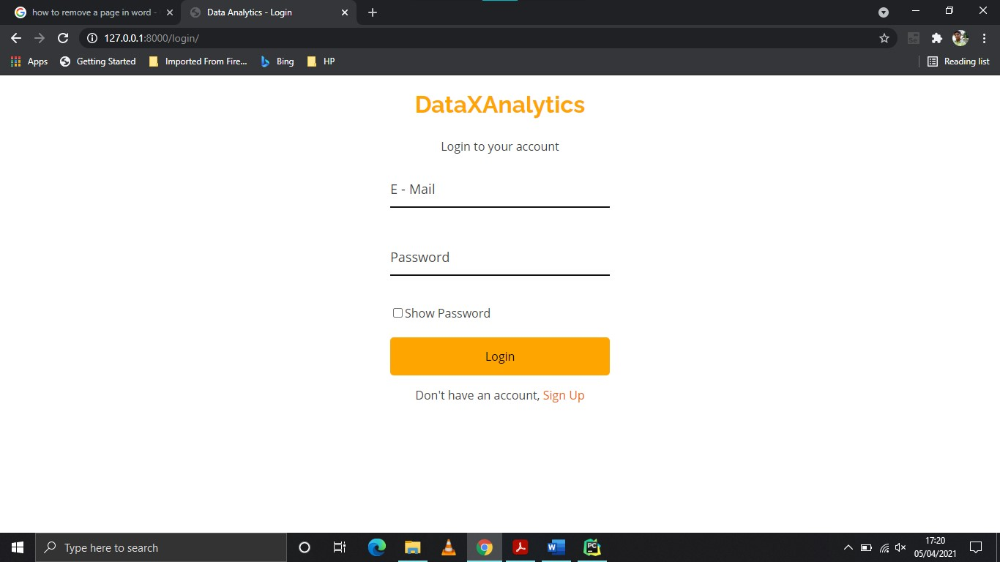 how to remove a page in word -
Data Analytics - Login
127.0.0.1:8000/login/
Apps
Getting Started
Imported From Fire...
Bing
HP
Reading list
DataXAnalytics
Login to your account
E - Mail
Password
Show Password
Login
Don't have an account, Sign Up
Type here to search
17:20
05/04/2021